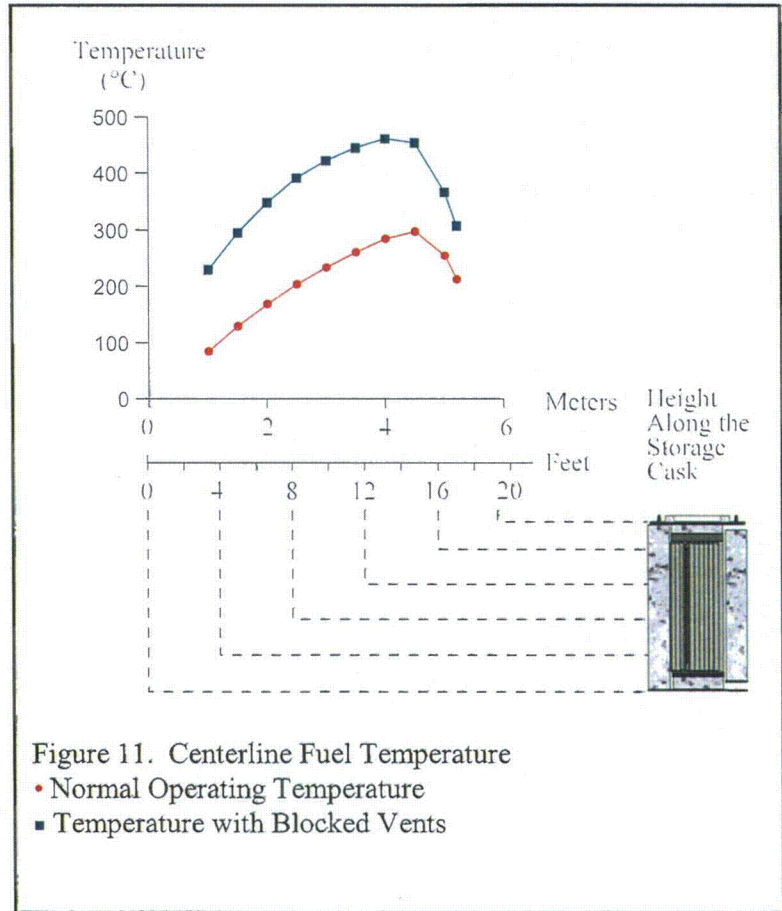 Temperature
(°C)
500
400
300
200
100
0
0 2 4 6
Meters
Height
Along the
Storage
Cask
Feet
0 4 8 12 16 20
Figure 11. Centerline Fuel Temperature
• Normal Operating Temperature
▪ Temperature with Blocked Vents